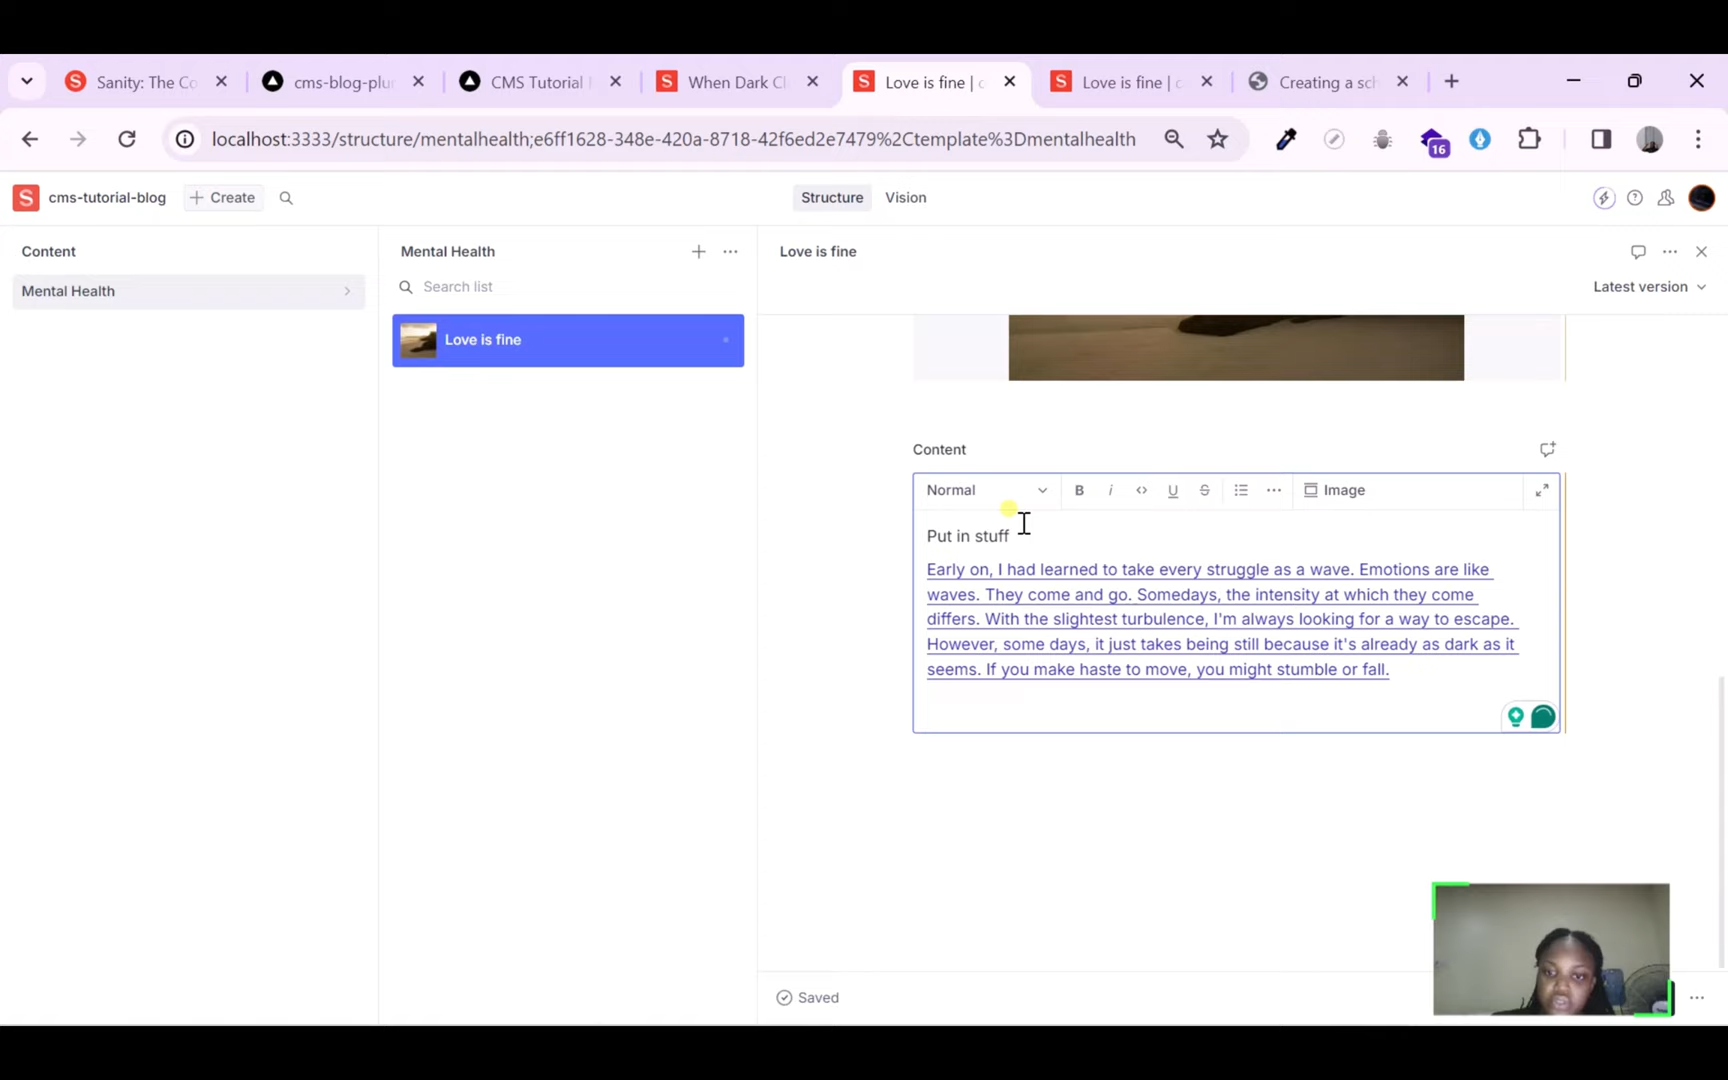 Sanity: The Co
cms-blog-plur
CMS Tutorial
When Dark Cl
Love is fine | c
Love is fine | c
Creating a sch
localhost:3333/structure/mentalhealth;e6ff1628-348e-420a-8718-42f6ed2e7479%2Ctemplate%3Dmentalhealth
16
S cms-tutorial-blog + Create
Structure Vision
Content
Mental Health
Mental Health
Search list
Love is fine
Love is fine
Latest version
Content
Normal B i U S Image
Put in stuff
Early on, I had learned to take every struggle as a wave. Emotions are like
waves. They come and go. Somedays, the intensity at which they come
differs. With the slightest turbulence, I'm always looking for a way to escape.
However, some days, it just takes being still because it's already as dark as it
seems. If you make haste to move, you might stumble or fall.
Saved